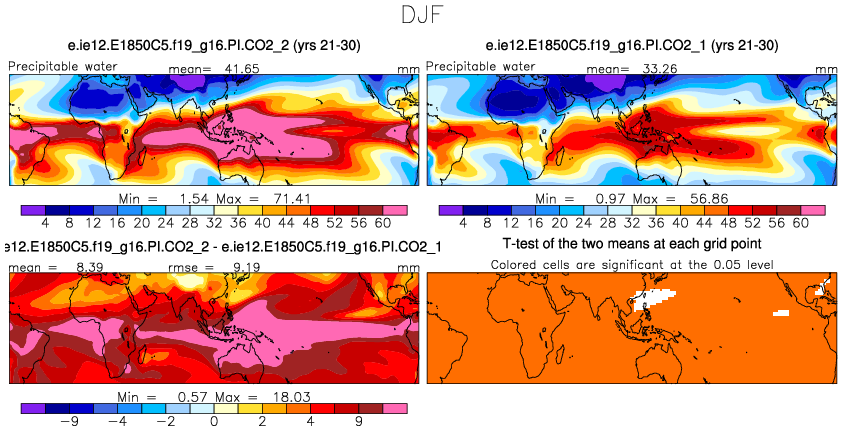 DJF
e.ie12.E1850C5.f19_g16.PI.CO2_2 (yrs 21-30)
Precipitable water mean= 41.65 mm
Min = 1.54 Max = 71.41
4 8 12 16 20 24 28 32 36 40 44 48 52 56 60
e.ie12.E1850C5.f19_g16.PI.CO2_1 (yrs 21-30)
Precipitable water mean= 33.26 mm
Min = 0.97 Max = 56.86
4 8 12 16 20 24 28 32 36 40 44 48 52 56 60
e12.E1850C5.f19_g16.PI.CO2_2 - e.ie12.E1850C5.f19_g16.PI.CO2_1
mean = 8.39 rmse = 9.19 mm
Min = 0.57 Max = 18.03
-9 -4 -2 0 2 4 9
T-test of the two means at each grid point
Colored cells are significant at the 0.05 level